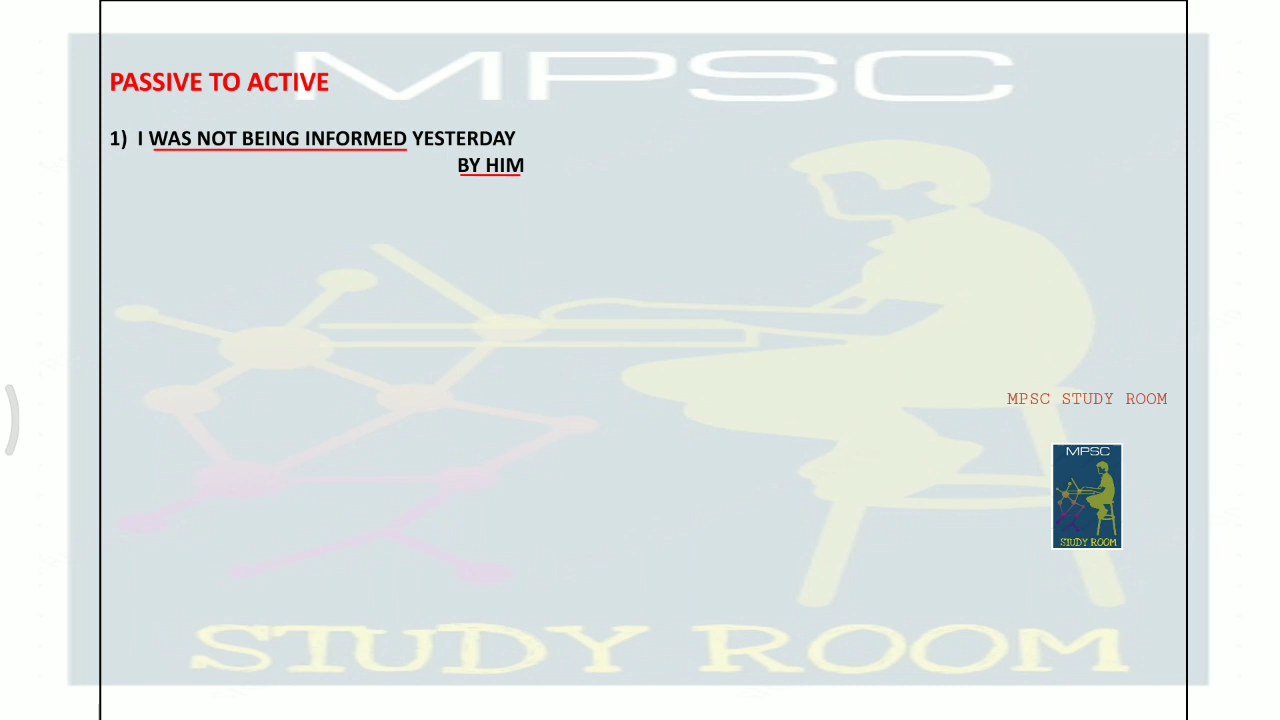 MPSC
PASSIVE TO ACTIVE
1) I WAS NOT BEING INFORMED YESTERDAY
BY HIM
MPSC STUDY ROOM
MPSC
STUDY ROOM
STUDY ROOM